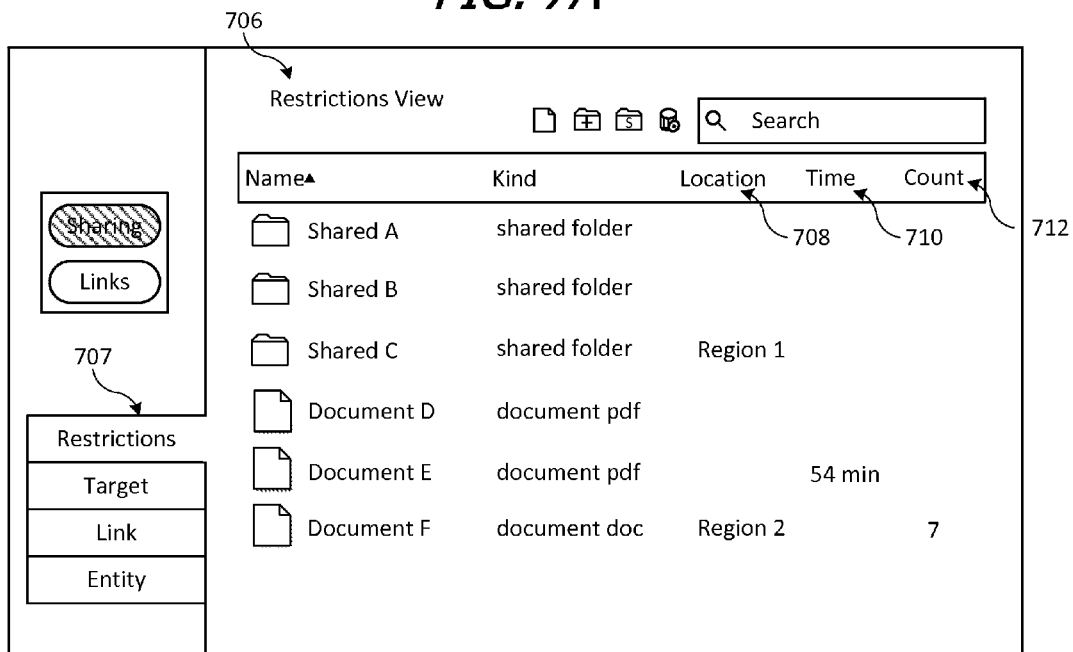 706
Restrictions View
Search
Name Kind Location Time Count
708 710 712
Sharing
Links
707
Restrictions
Target
Link
Entity
Shared A shared folder
Shared B shared folder
Shared C shared folder Region 1
Document D document pdf
Document E document pdf 54 min
Document F document doc Region 2 7